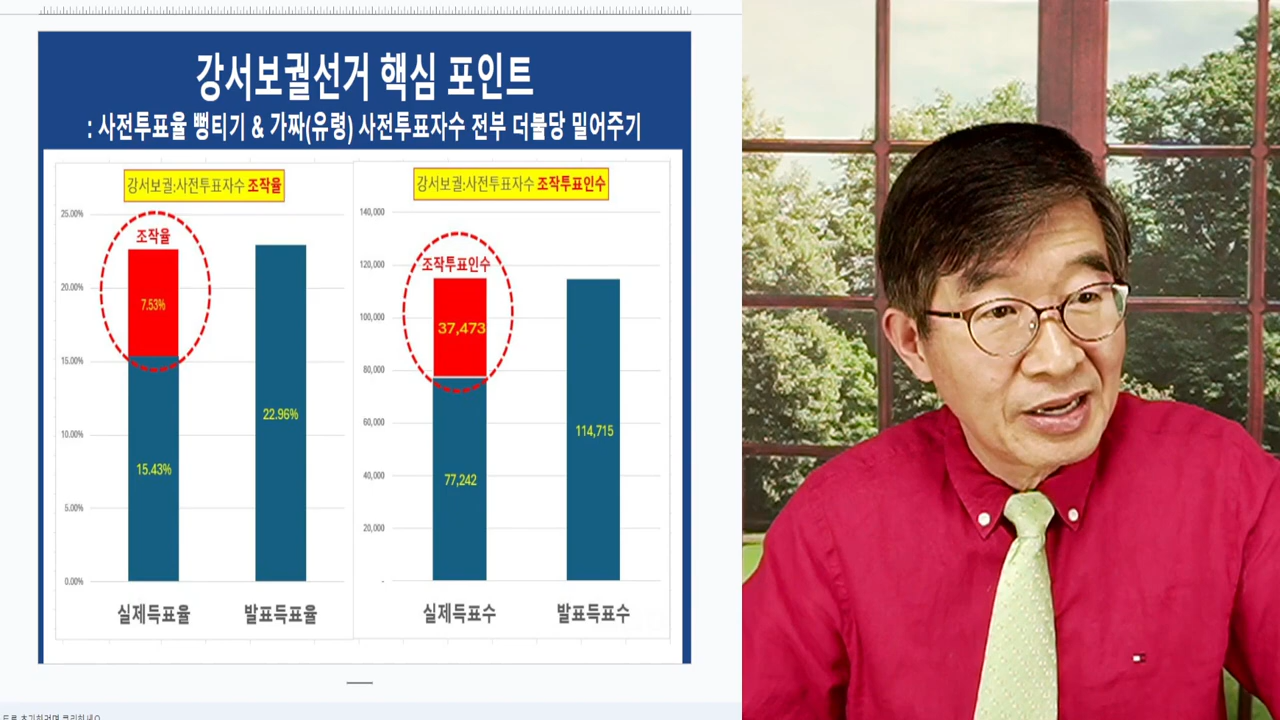 강서보궐선거 핵심 포인트
: 사전투표율 뻥티기 & 가짜(유령) 사전투표자수 전부 더불당 밀어주기
강서보궐:사전투표자수 조작율
25.00%
20.00%
15.00%
10.00%
5.00%
0.00%
조작율
7.53%
15.43%
22.96%
실제득표율
발표득표율
강서보궐:사전투표자수 조작투표인수
140,000
120,000
100,000
80,000
60,000
40,000
20,000
-
조작투표인수
37,473
77,242
114,715
실제득표수
발표득표수